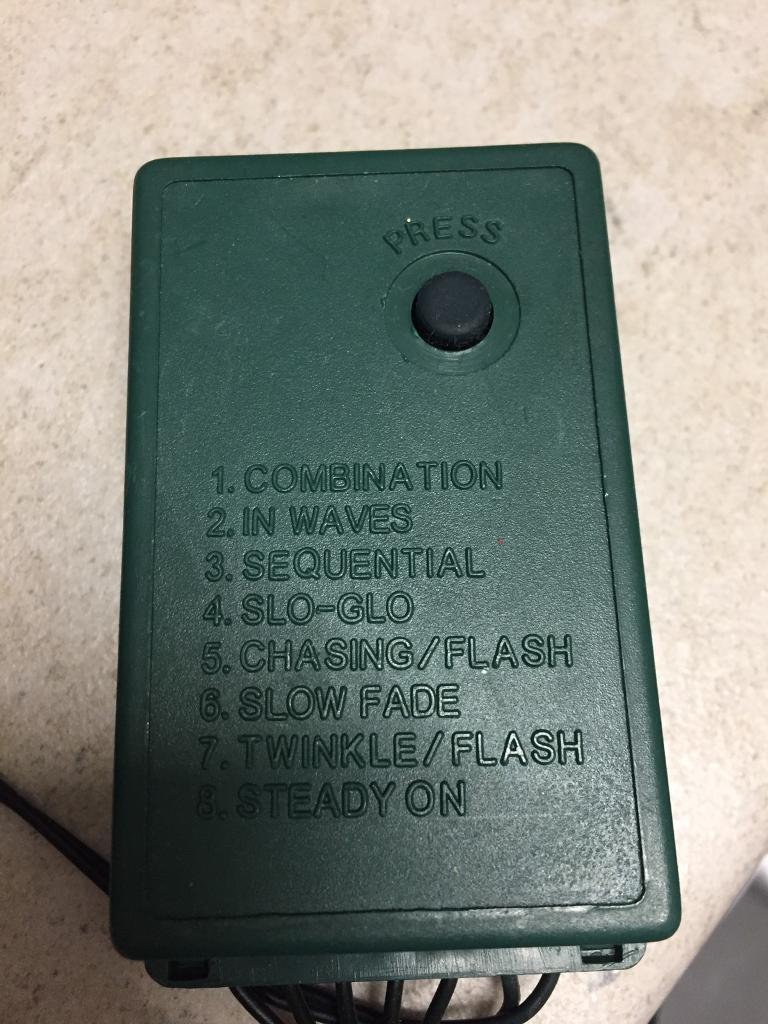 PRESS
1. COMBINATION
2. IN WAVES
3. SEQUENTIAL
4. SLO-GLO
5. CHASING/FLASH
6. SLOW FADE
7. TWINKLE/FLASH
8. STEADY ON